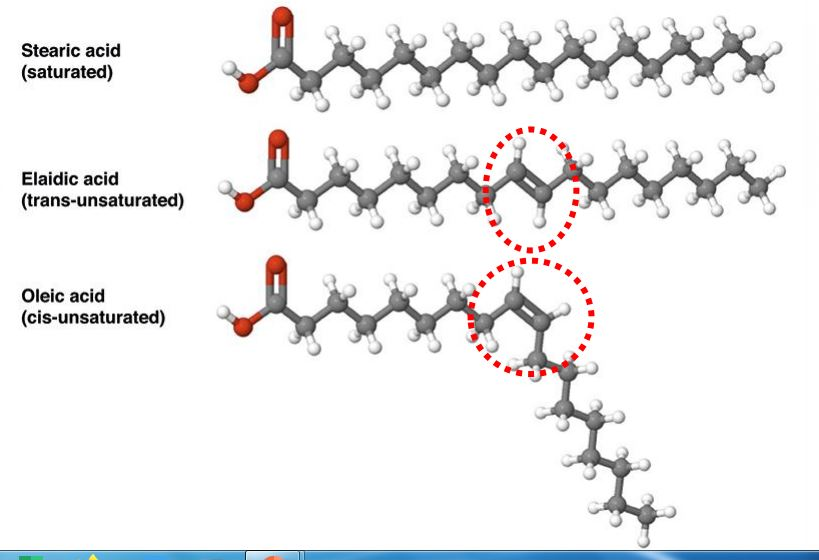 Stearic acid
(saturated)
Elaidic acid
(trans-unsaturated)
Oleic acid
(cis-unsaturated)